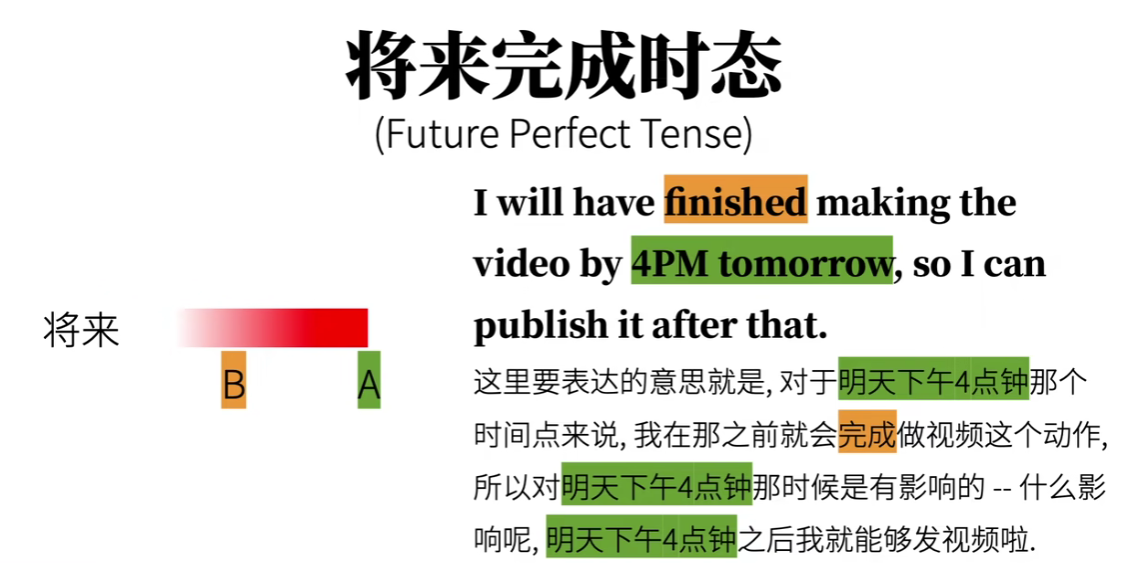 将来完成时态
(Future Perfect Tense)
I will have finished making the
video by 4PM tomorrow, so I can
publish it after that.
将来
B
A
这里要表达的意思就是, 对于明天下午4点钟那个
时间点来说, 我在那之前就会完成做视频这个动作,
所以对明天下午4点钟那时候是有影响的 -- 什么影
响呢, 明天下午4点钟之后我就能够发视频啦.